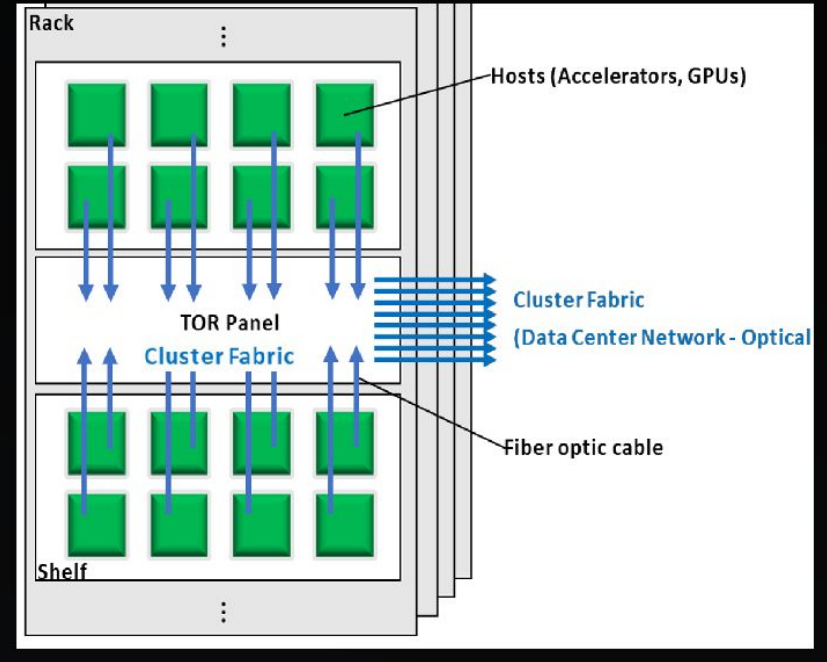 Rack
Hosts (Accelerators, GPUs)
TOR Panel
Cluster Fabric
Cluster Fabric
(Data Center Network - Optical
Fiber optic cable
Shelf